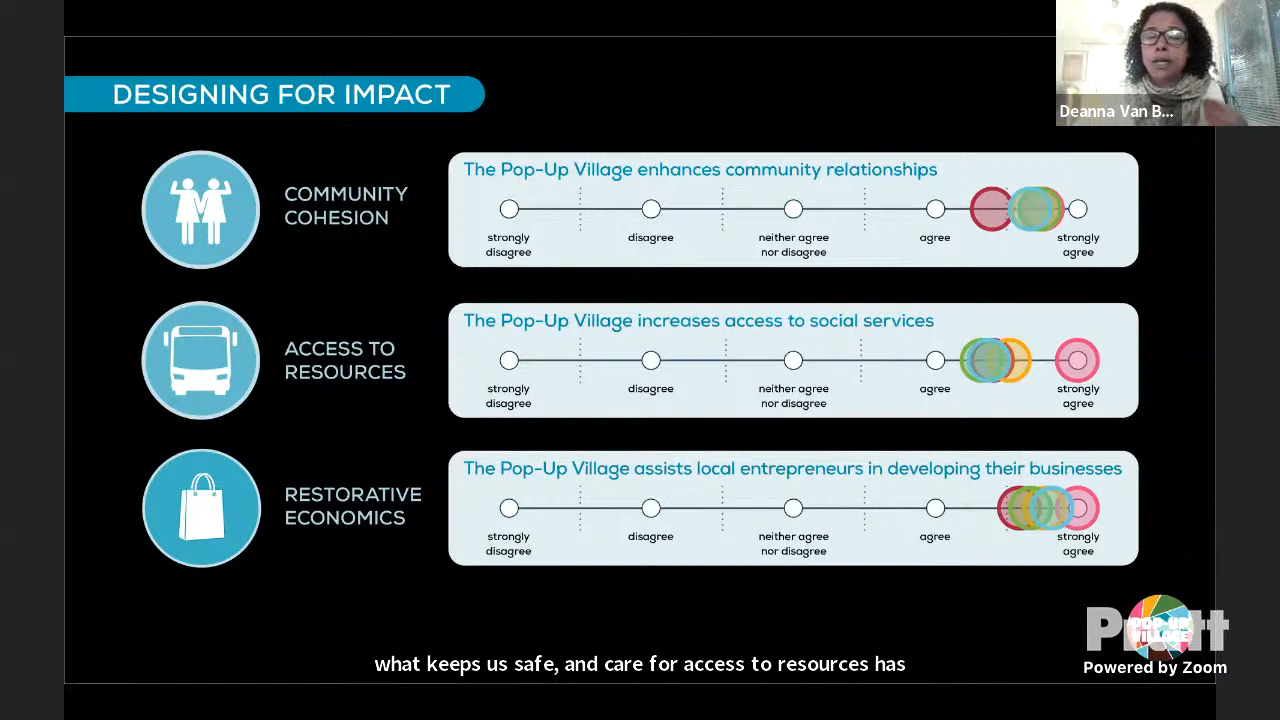 Deanna Van B...
DESIGNING FOR IMPACT
COMMUNITY
COHESION
The Pop-Up Village enhances community relationships
strongly
disagree
disagree
neither agree
nor disagree
agree
strongly
agree
ACCESS TO
RESOURCES
The Pop-Up Village increases access to social services
strongly
disagree
disagree
neither agree
nor disagree
agree
strongly
agree
RESTORATIVE
ECONOMICS
The Pop-Up Village assists local entrepreneurs in developing their businesses
strongly
disagree
disagree
neither agree
nor disagree
agree
strongly
agree
POP-UP
VILLAGE
Powered by Zoom
what keeps us safe, and care for access to resources has